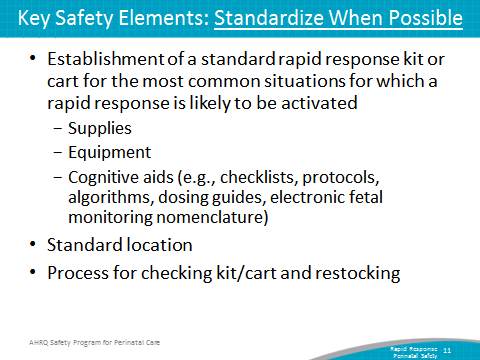 Key Safety Elements: Standardize When Possible
• Establishment of a standard rapid response kit or
cart for the most common situations for which a
rapid response is likely to be activated
– Supplies
– Equipment
– Cognitive aids (e.g., checklists, protocols,
algorithms, dosing guides, electronic fetal
monitoring nomenclature)
• Standard location
• Process for checking kit/cart and restocking
AHRQ Safety Program for Perinatal Care
Rapid Response
Perinatal Safety
11